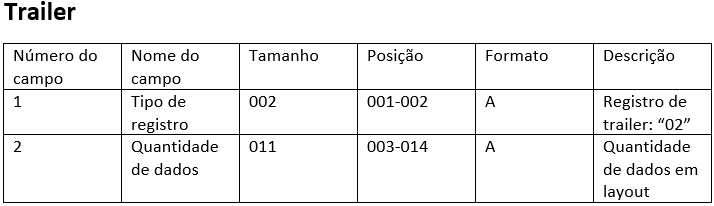 Trailer
Número do campo Nome do campo Tamanho Posição Formato Descrição
1 Tipo de registro 002 001-002 A Registro de trailer: “02”
2 Quantidade de dados 011 003-014 A Quantidade de dados em layout